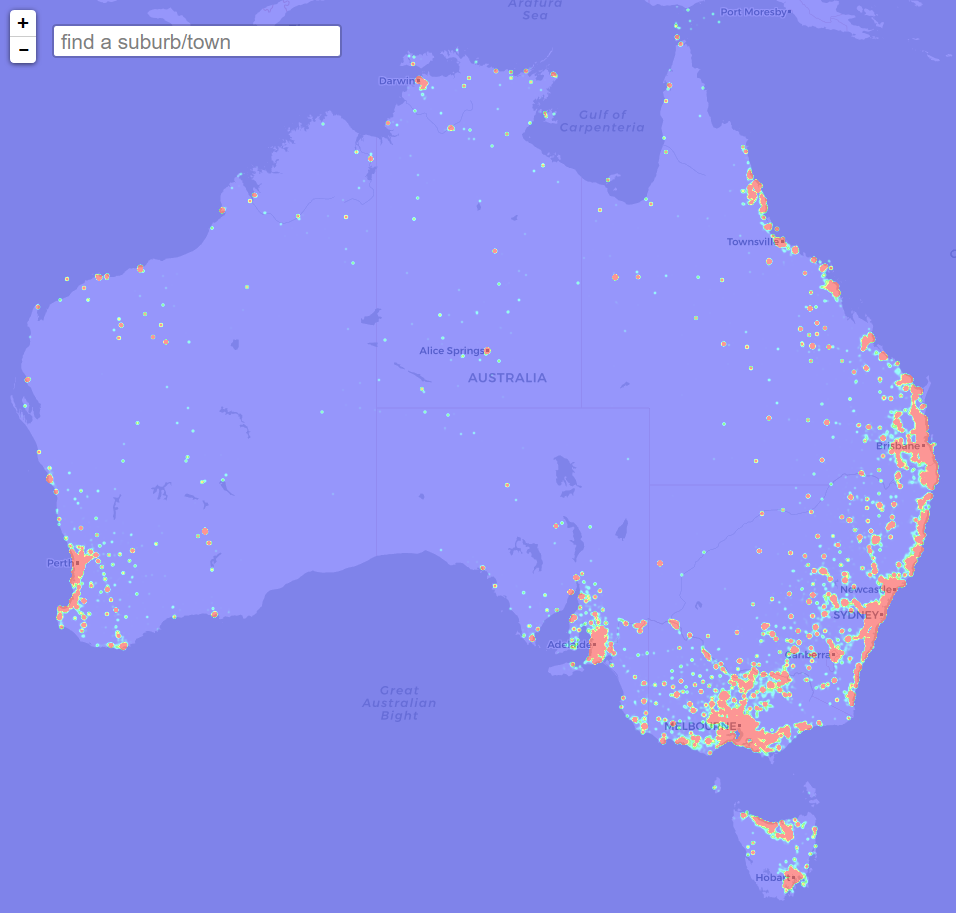 +
−
find a suburb/town
Arafura
Sea
Port Moresby
Darwin
Gulf of
Carpenteria
Townsville
Alice Springs
AUSTRALIA
Brisbane
Perth
Newcastle
SYDNEY
Adelaide
Canberra
Great
Australian
Bight
MELBOURNE
Hobart